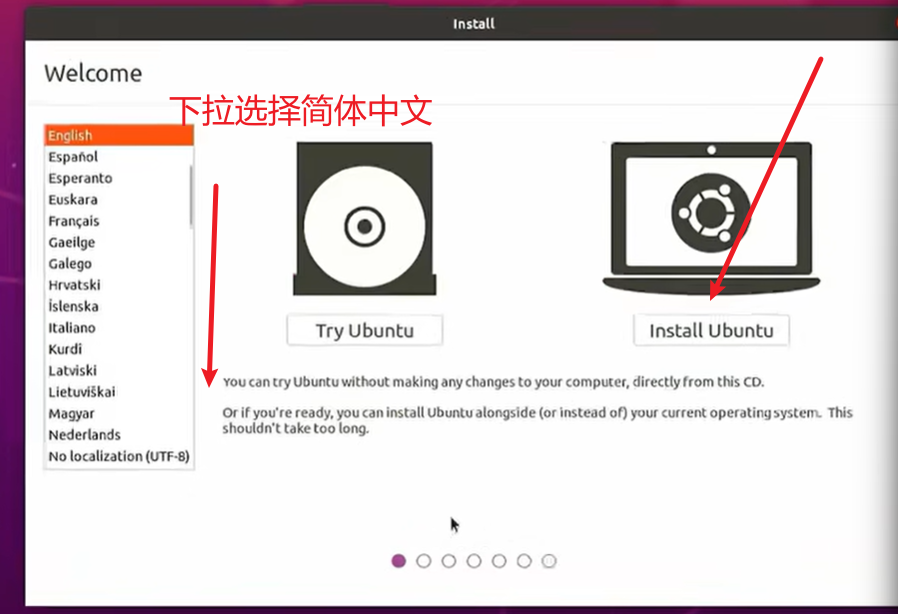 Install
Welcome
下拉选择简体中文
English
Español
Esperanto
Euskara
Français
Gaeilge
Galego
Hrvatski
Íslenska
Italiano
Kurdî
Latviski
Lietuviškai
Magyar
Nederlands
No localization (UTF-8)
Try Ubuntu
Install Ubuntu
You can try Ubuntu without making any changes to your computer, directly from this CD.
Or if you're ready, you can install Ubuntu alongside (or instead of) your current operating system. This
shouldn't take too long.